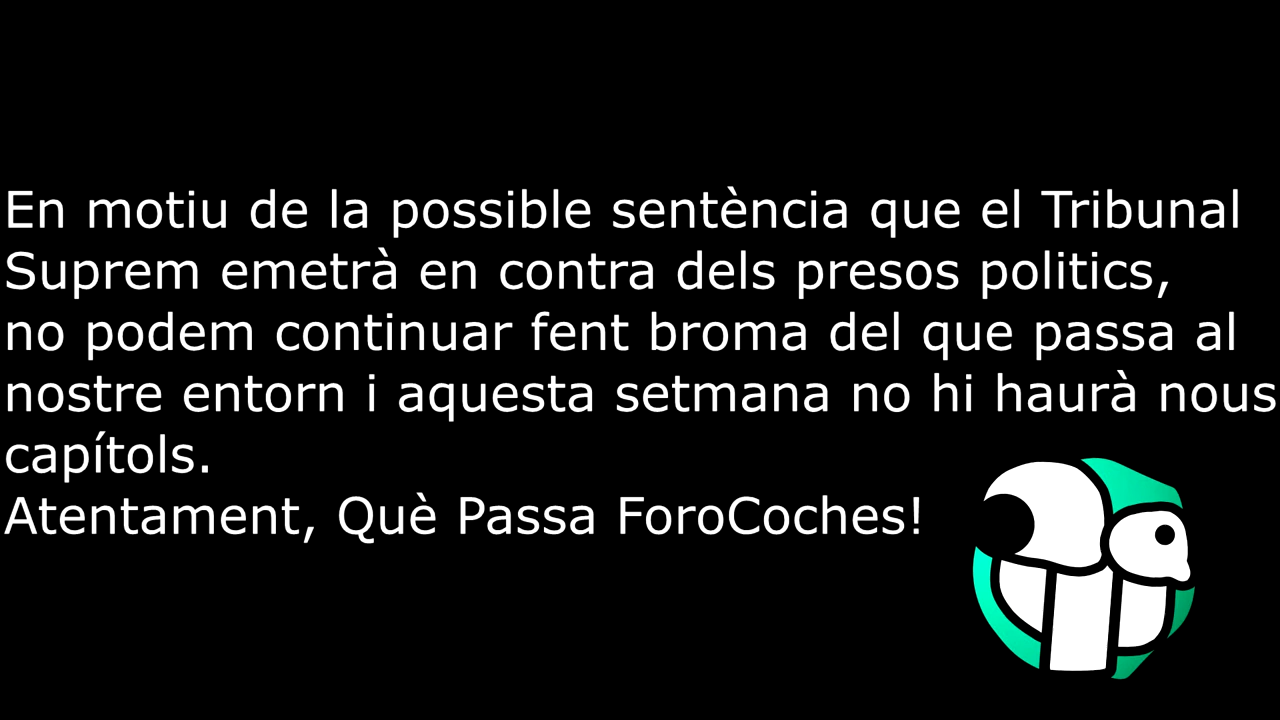 En motiu de la possible sentència que el Tribunal
Suprem emetrà en contra dels presos politics,
no podem continuar fent broma del que passa al
nostre entorn i aquesta setmana no hi haurà nous
capítols.
Atentament, Què Passa ForoCoches!